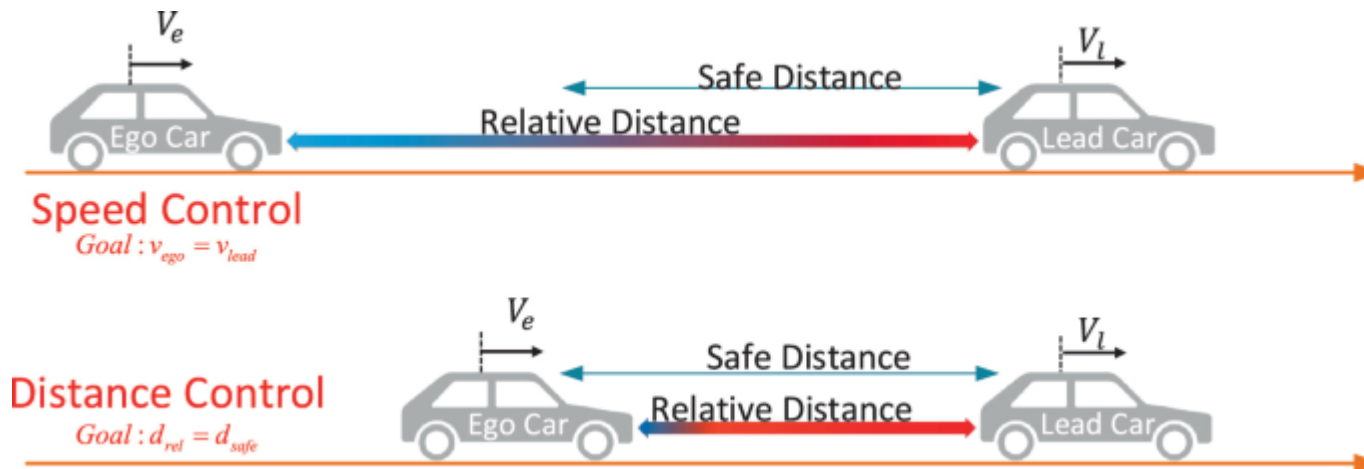 V_e
V_l
Safe Distance
Relative Distance
Ego Car
Lead Car
Speed Control
Goal : v_ego = v_lead
V_e
V_l
Safe Distance
Distance Control
Relative Distance
Goal : d_rel = d_safe
Ego Car
Lead Car